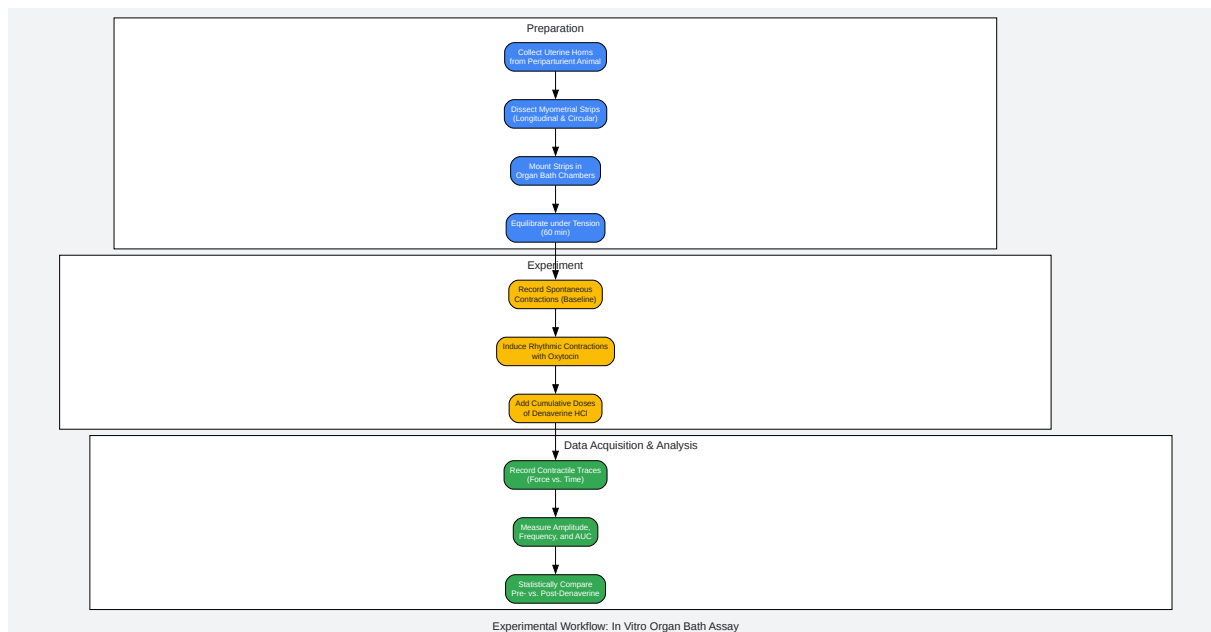 Preparation
Collect Uterine Horns
from Periparturient Animal
Dissect Myometrial Strips
(Longitudinal & Circular)
Mount Strips in
Organ Bath Chambers
Equilibrate under Tension
(60 min)
Experiment
Record Spontaneous
Contractions (Baseline)
Induce Rhythmic Contractions
with Oxytocin
Add Cumulative Doses
of Denaverine HCl
Data Acquisition & Analysis
Record Contractile Traces
(Force vs. Time)
Measure Amplitude,
Frequency, and AUC
Statistically Compare
Pre- vs. Post-Denaverine
Experimental Workflow: In Vitro Organ Bath Assay